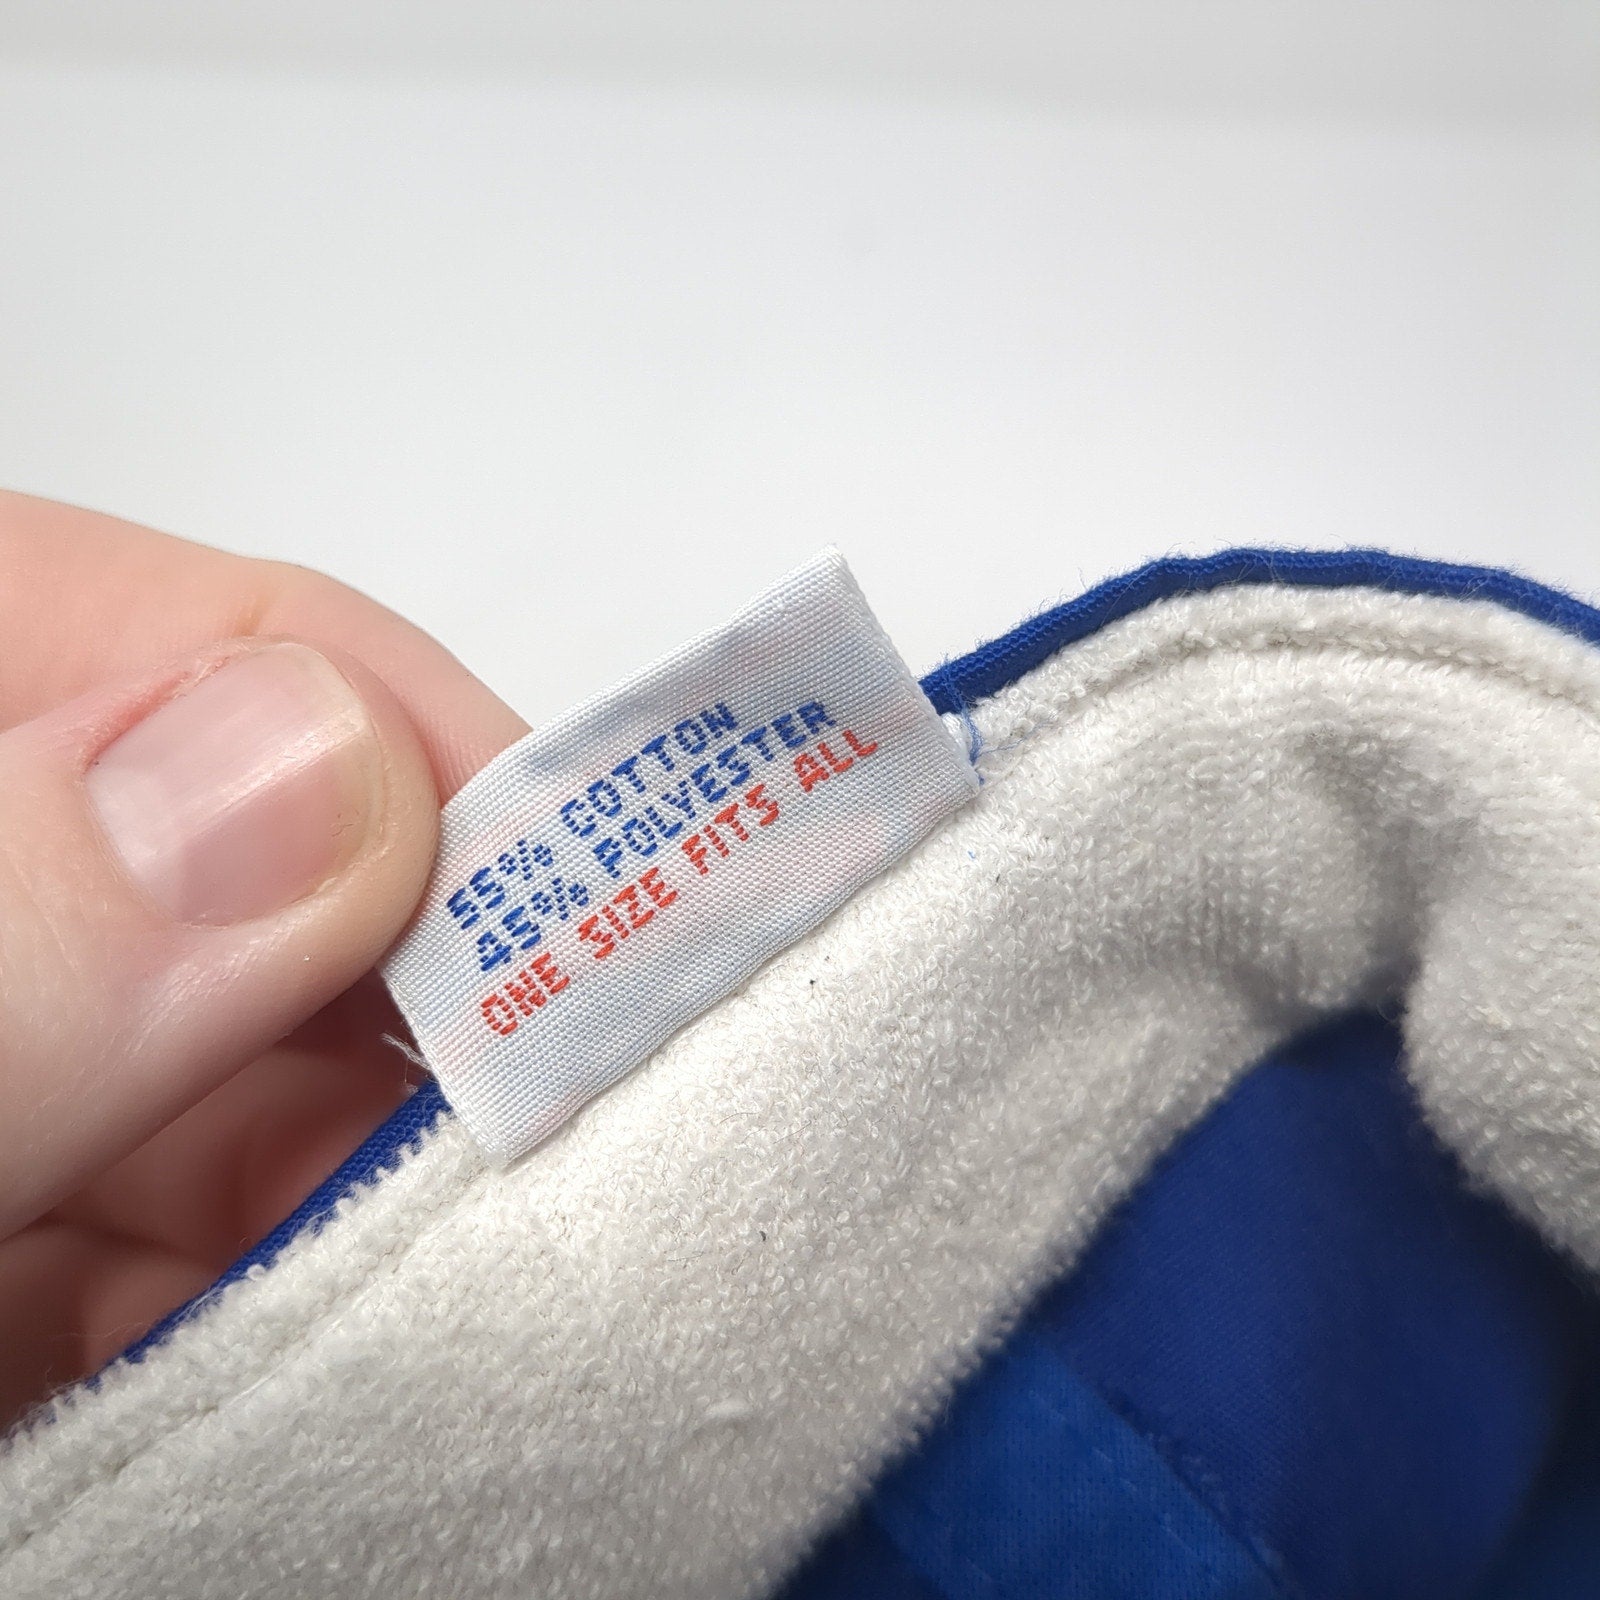 55% COTTON
45% POLYESTER
ONE SIZE FITS ALL